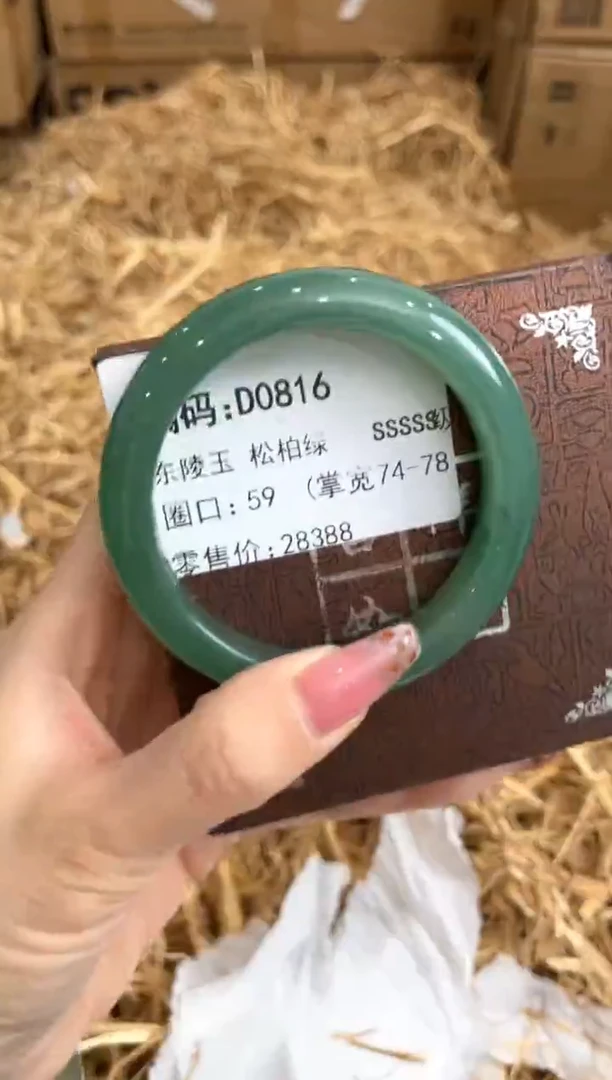 码:D0816
东陵玉 松柏绿 SSSSS级
圈口:59 (掌宽74-78
零售价:28388